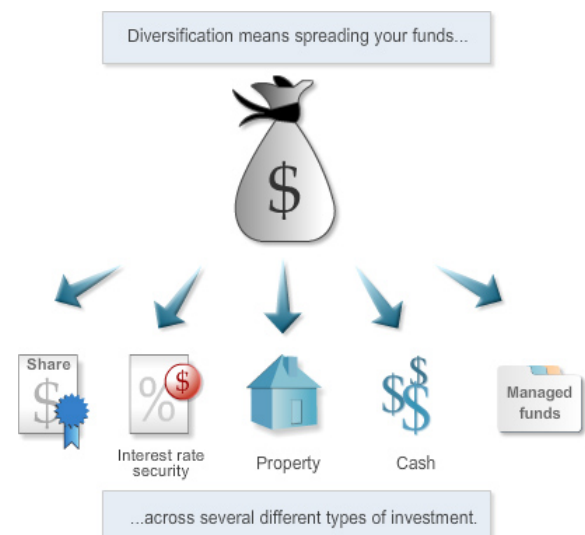 Diversification means spreading your funds...
$
Share
$
%
$
Interest rate
security
Property
$
$
$
Cash
Managed
funds
...across several different types of investment.